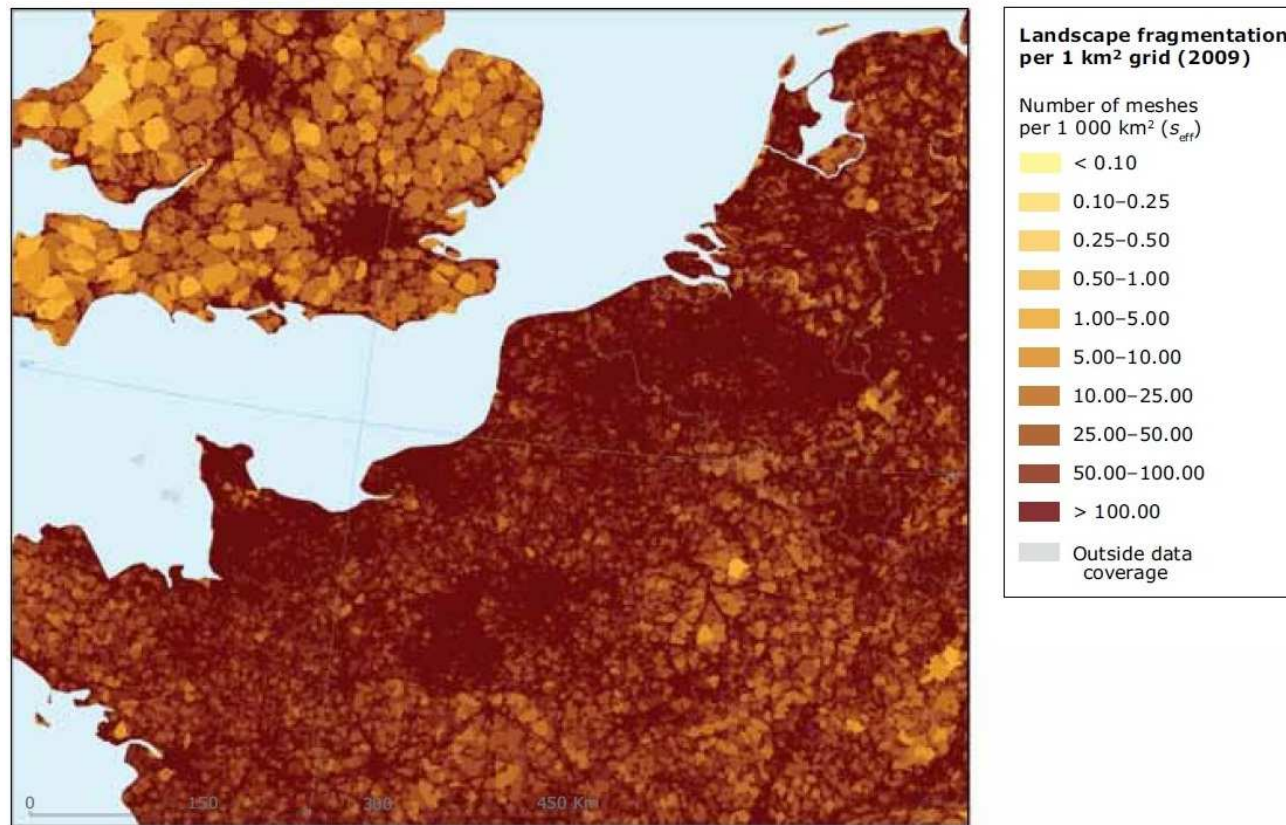 Landscape fragmentation
per 1 km² grid (2009)
Number of meshes
per 1 000 km² (s_eff)
< 0.10
0.10–0.25
0.25–0.50
0.50–1.00
1.00–5.00
5.00–10.00
10.00–25.00
25.00–50.00
50.00–100.00
> 100.00
Outside data
coverage
0 150 300 450 Km